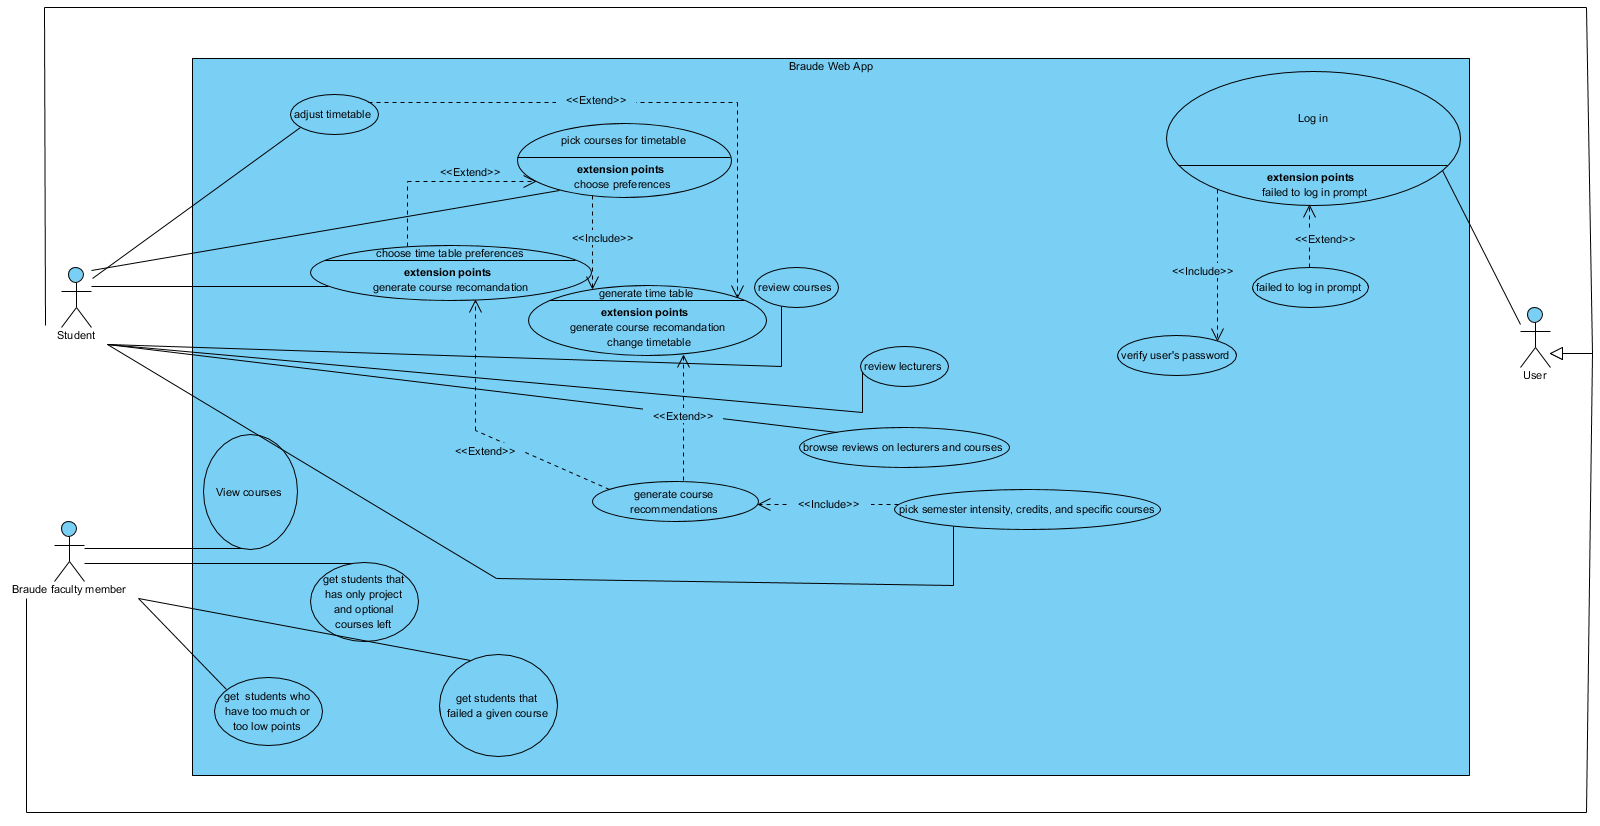 Braude Web App
adjust timetable
<<Extend>>
pick courses for timetable
extension points
choose preferences
Log in
extension points
failed to log in prompt
<<Extend>>
<<Include>>
<<Extend>>
choose time table preferences
extension points
generate course recomandation
<<Include>>
failed to log in prompt
generate time table
extension points
generate course recomandation
change timetable
review courses
Student
verify user's password
User
review lecturers
<<Extend>>
browse reviews on lecturers and courses
<<Extend>>
View courses
generate course
recommendations
<<Include>>
pick semester intensity, credits, and specific courses
Braude faculty member
get students that
has only project
and optional
courses left
get students who
have too much or
too low points
get students that
failed a given course